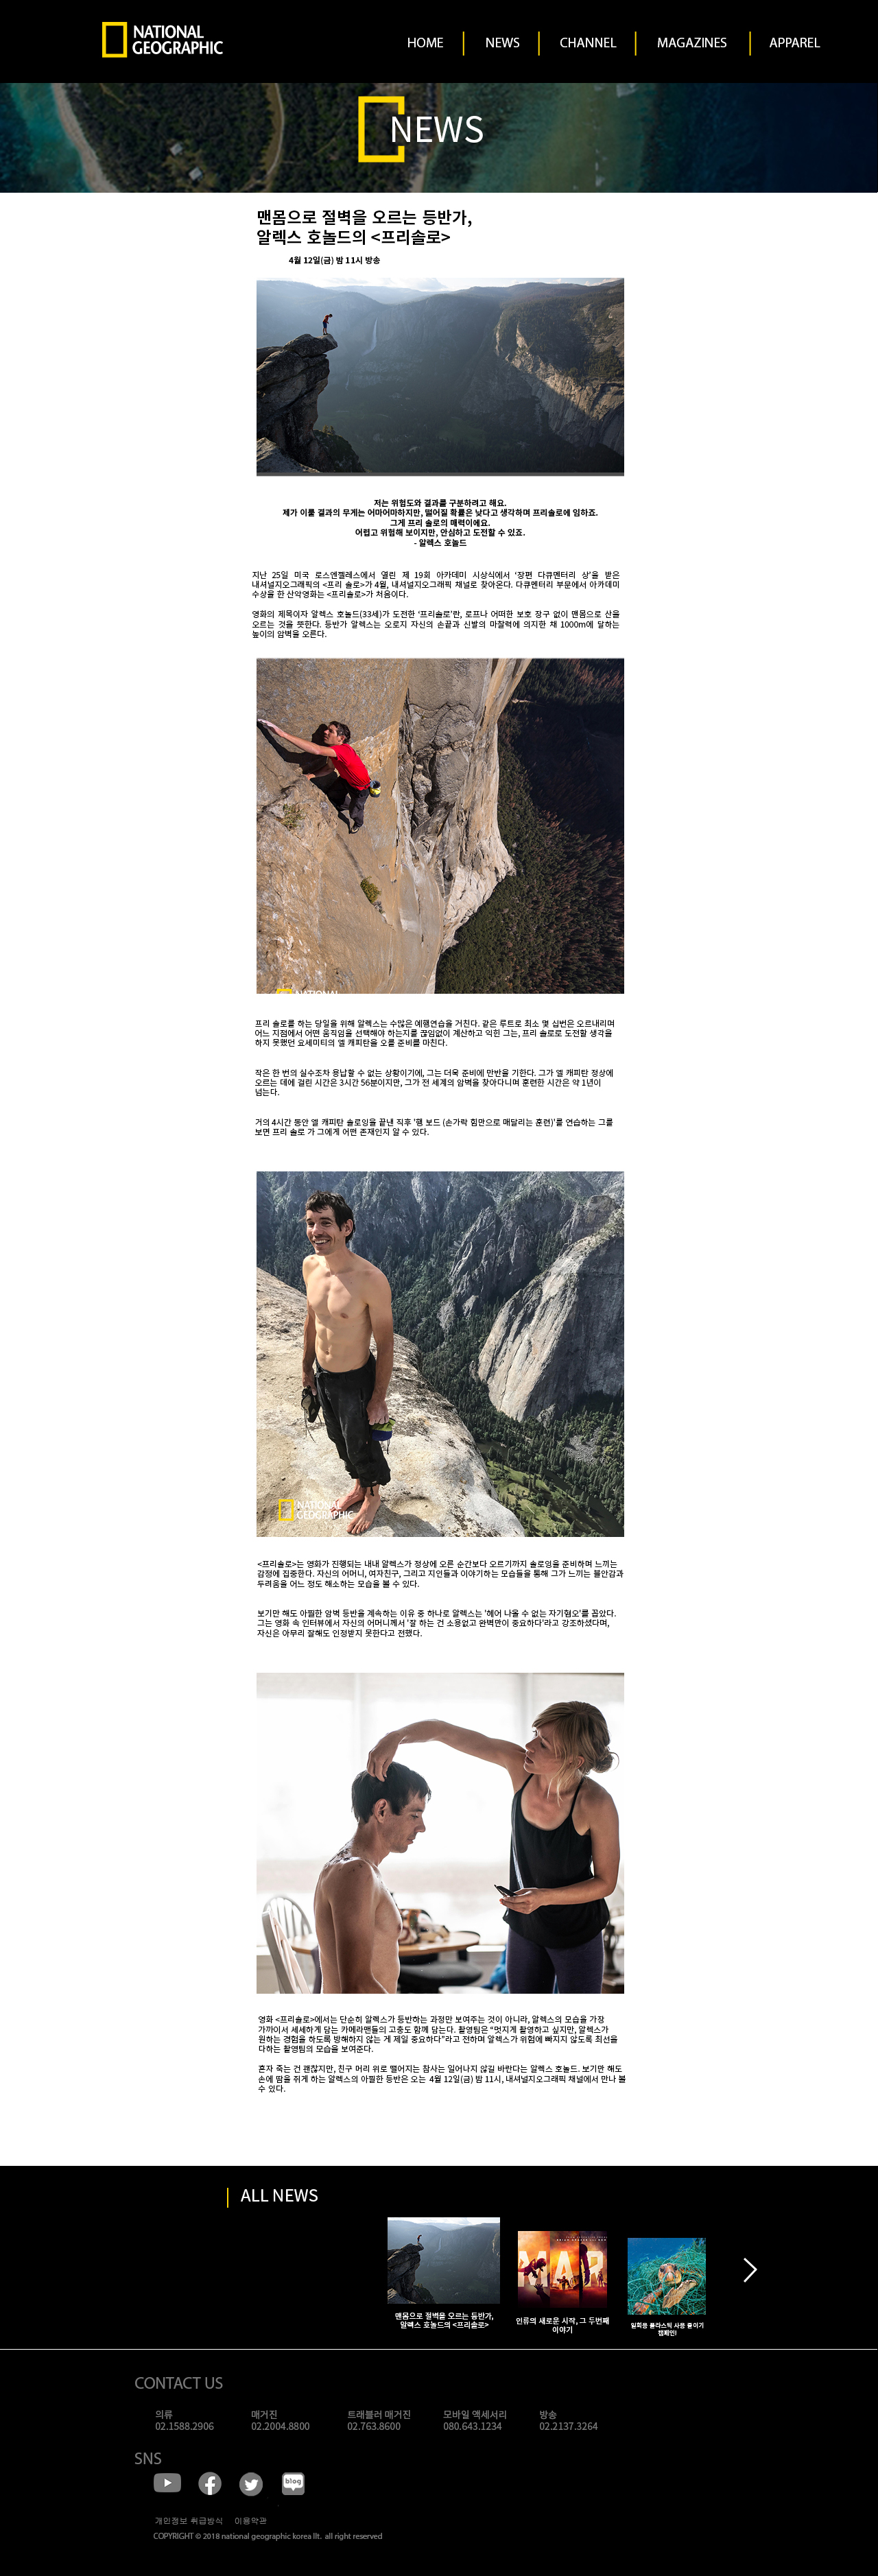 NATIONAL
GEOGRAPHIC
HOME
NEWS
CHANNEL
MAGAZINES
APPAREL
NEWS
맨몸으로 절벽을 오르는 등반가,
알렉스 호놀드의 <프리솔로>
4월 12일(금) 밤 11시 방송
저는 위험도와 결과를 구분하려고 해요.
제가 이룰 결과의 무게는 어마어마하지만, 떨어질 확률은 낮다고 생각하며 프리솔로에 임하죠.
그게 프리 솔로의 매력이에요.
어렵고 위험해 보이지만, 안심하고 도전할 수 있죠.
- 알렉스 호놀드
지난 25일 미국 로스엔젤레스에서 열린 제 19회 아카데미 시상식에서 '장편 다큐멘터리 상'을 받은
내셔널지오그래픽의 <프리 솔로>가 4월, 내셔널지오그래픽 채널로 찾아온다. 다큐멘터리 부문에서 아카데미
수상을 한 산악영화는 <프리솔로>가 처음이다.
영화의 제목이자 알렉스 호놀드(33세)가 도전한 '프리솔로'란, 로프나 어떠한 보호 장구 없이 맨몸으로 산을
오르는 것을 뜻한다. 등반가 알렉스는 오로지 자신의 손끝과 신발의 마찰력에 의지한 채 1000m에 달하는
높이의 암벽을 오른다.
NATIONAL
프리 솔로를 하는 당일을 위해 알렉스는 수많은 예행연습을 거친다. 같은 루트로 최소 몇 십번은 오르내리며
어느 지점에서 어떤 움직임을 선택해야 하는지를 끊임없이 계산하고 익힌 그는, 프리 솔로로 도전할 생각을
하지 못했던 요세미티의 엘 캐피탄을 오를 준비를 마친다.
작은 한 번의 실수조차 용납할 수 없는 상황이기에, 그는 더욱 준비에 만반을 기한다. 그가 엘 캐피탄 정상에
오르는 데에 걸린 시간은 3시간 56분이지만, 그가 전 세계의 암벽을 찾아다니며 훈련한 시간은 약 1년이
넘는다.
거의 4시간 동안 엘 캐피탄 솔로잉을 끝낸 직후 '행 보드 (손가락 힘만으로 매달리는 훈련)'를 연습하는 그를
보면 프리 솔로 가 그에게 어떤 존재인지 알 수 있다.
NATIONAL
GEOGRAPHIC
<프리솔로>는 영화가 진행되는 내내 알렉스가 정상에 오른 순간보다 오르기까지 솔로잉을 준비하며 느끼는
감정에 집중한다. 자신의 어머니, 여자친구, 그리고 지인들과 이야기하는 모습들을 통해 그가 느끼는 불안감과
두려움을 어느 정도 해소하는 모습을 볼 수 있다.
보기만 해도 아찔한 암벽 등반을 계속하는 이유 중 하나로 알렉스는 '헤어 나올 수 없는 자기혐오'를 꼽았다.
그는 영화 속 인터뷰에서 자신의 어머니께서 '잘 하는 건 소용없고 완벽만이 중요하다'라고 강조하셨다며,
자신은 아무리 잘해도 인정받지 못한다고 전했다.
영화 <프리솔로>에서는 단순히 알렉스가 등반하는 과정만 보여주는 것이 아니라, 알렉스의 모습을 가장
가까이서 세세하게 담는 카메라맨들의 고충도 함께 담는다. 촬영팀은 "멋지게 촬영하고 싶지만, 알렉스가
원하는 경험을 하도록 방해하지 않는 게 제일 중요하다"라고 전하며 알렉스가 위험에 빠지지 않도록 최선을
다하는 촬영팀의 모습을 보여준다.
혼자 죽는 건 괜찮지만, 친구 머리 위로 떨어지는 참사는 일어나지 않길 바란다는 알렉스 호놀드. 보기만 해도
손에 땀을 쥐게 하는 알렉스의 아찔한 등반은 오는 4월 12일(금) 밤 11시, 내셔널지오그래픽 채널에서 만나 볼
수 있다.
ALL NEWS
MAP
맨몸으로 절벽을 오르는 등반가,
알렉스 호놀드의 <프리솔로>
인류의 새로운 시작, 그 두번째
이야기
일회용 플라스틱 사용 줄이기
캠페인!
CONTACT US
의류
02.1588.2906
매거진
02.2004.8800
트래블러 매거진
02.763.8600
모바일 액세서리
080.643.1234
방송
02.2137.3264
SNS
blog
개인정보 취급방식
이용약관
COPYRIGHT © 2018 national geographic korea llt. all right reserved